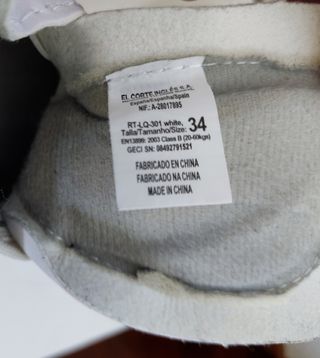 EL CORTE INGLÉS S.A.
España/Espanha/Spain
NIF.: A-28017895
RT-LQ-301 white,
Talla/Tamanho/Size: 34
EN13899: 2003 Class B (20-60kgs)
GECI SN: 08492791521
FABRICADO EN CHINA
FABRICADO NA CHINA
MADE IN CHINA